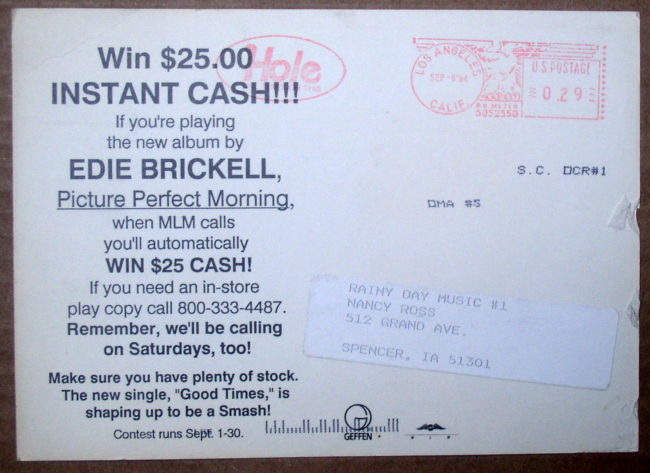 Win $25.00
INSTANT CASH!!!
If you're playing
the new album by
EDIE BRICKELL,
Picture Perfect Morning,
when MLM calls
you'll automatically
WIN $25 CASH!
If you need an in-store
play copy call 800-333-4487.
Remember, we'll be calling
on Saturdays, too!
Make sure you have plenty of stock.
The new single, "Good Times," is
shaping up to be a Smash!
Contest runs Sept. 1-30.
Hole
LOS ANGELES
SEP -6'94
CALIF.
U.S. POSTAGE
0.29
P.B. METER
5052550
S.C. DCR#1
DMA #5
RAINY DAY MUSIC #1
NANCY ROSS
512 GRAND AVE.
SPENCER, IA 51301
GEFFEN